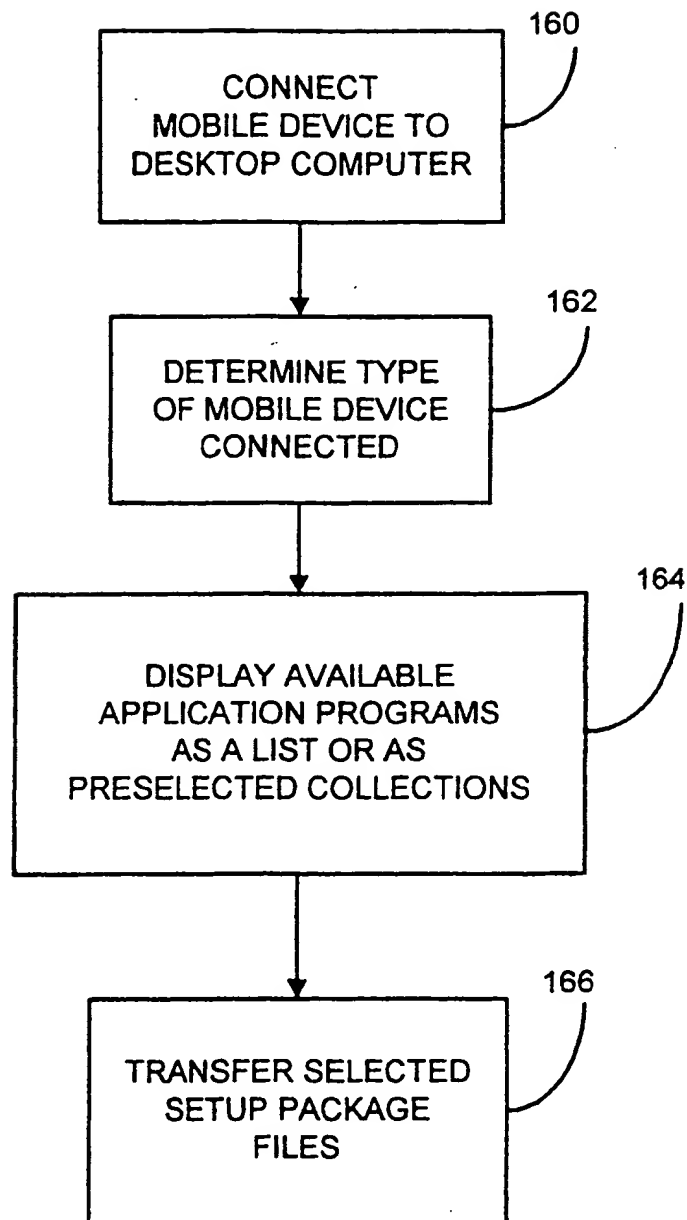 160
CONNECT
MOBILE DEVICE TO
DESKTOP COMPUTER
162
DETERMINE TYPE
OF MOBILE DEVICE
CONNECTED
164
DISPLAY AVAILABLE
APPLICATION PROGRAMS
AS A LIST OR AS
PRESELECTED COLLECTIONS
166
TRANSFER SELECTED
SETUP PACKAGE
FILES